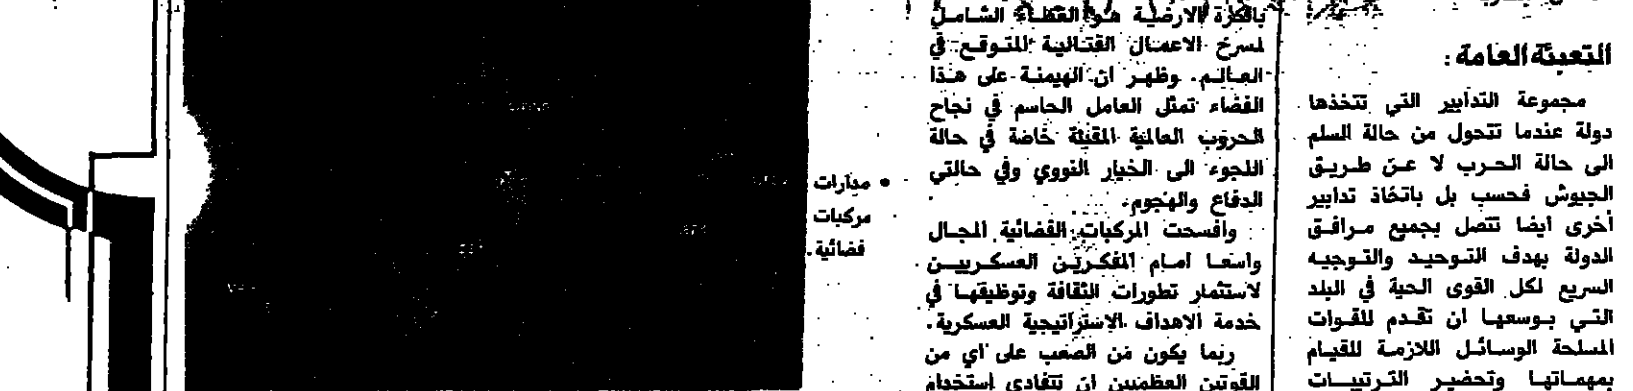 التعبئة العامة :
مجموعة التدابير التي تتخذها
دولة عندما تتحول من حالة السلم
الى حالة الحرب لا عن طريق
الجيوش فحسب بل باتخاذ تدابير
أخرى ايضا تتصل بجميع مرافق
الدولة بهدف التوحيد والتوجيه
السريع لكل القوى الحية في البلد
التي بوسعها ان تقدم للقوات
المسلحة الوسائل اللازمة للقيام
بمهماتها وتحضير الترتيبات
بالكرة الارضية هو الغطاء الشامل
لمسرح الاعمال القتالية المتوقع في
العالم. وظهر ان الهيمنة على هذا
الفضاء تمثل العامل الحاسم في نجاح
الحروب العالمية المقبلة خاصة في حالة
اللجوء الى الخيار النووي وفي حالتي
الدفاع والهجوم.
وافسحت المركبات الفضائية المجال
واسعا امام المفكرين العسكريين
لاستثمار تطورات الثقافة وتوظيفها في
خدمة الاهداف الاستراتيجية العسكرية.
ربما يكون من الصعب على اي من
القوتين العظميين ان تتفادى استخدام
• مدارات
مركبات
فضائية.